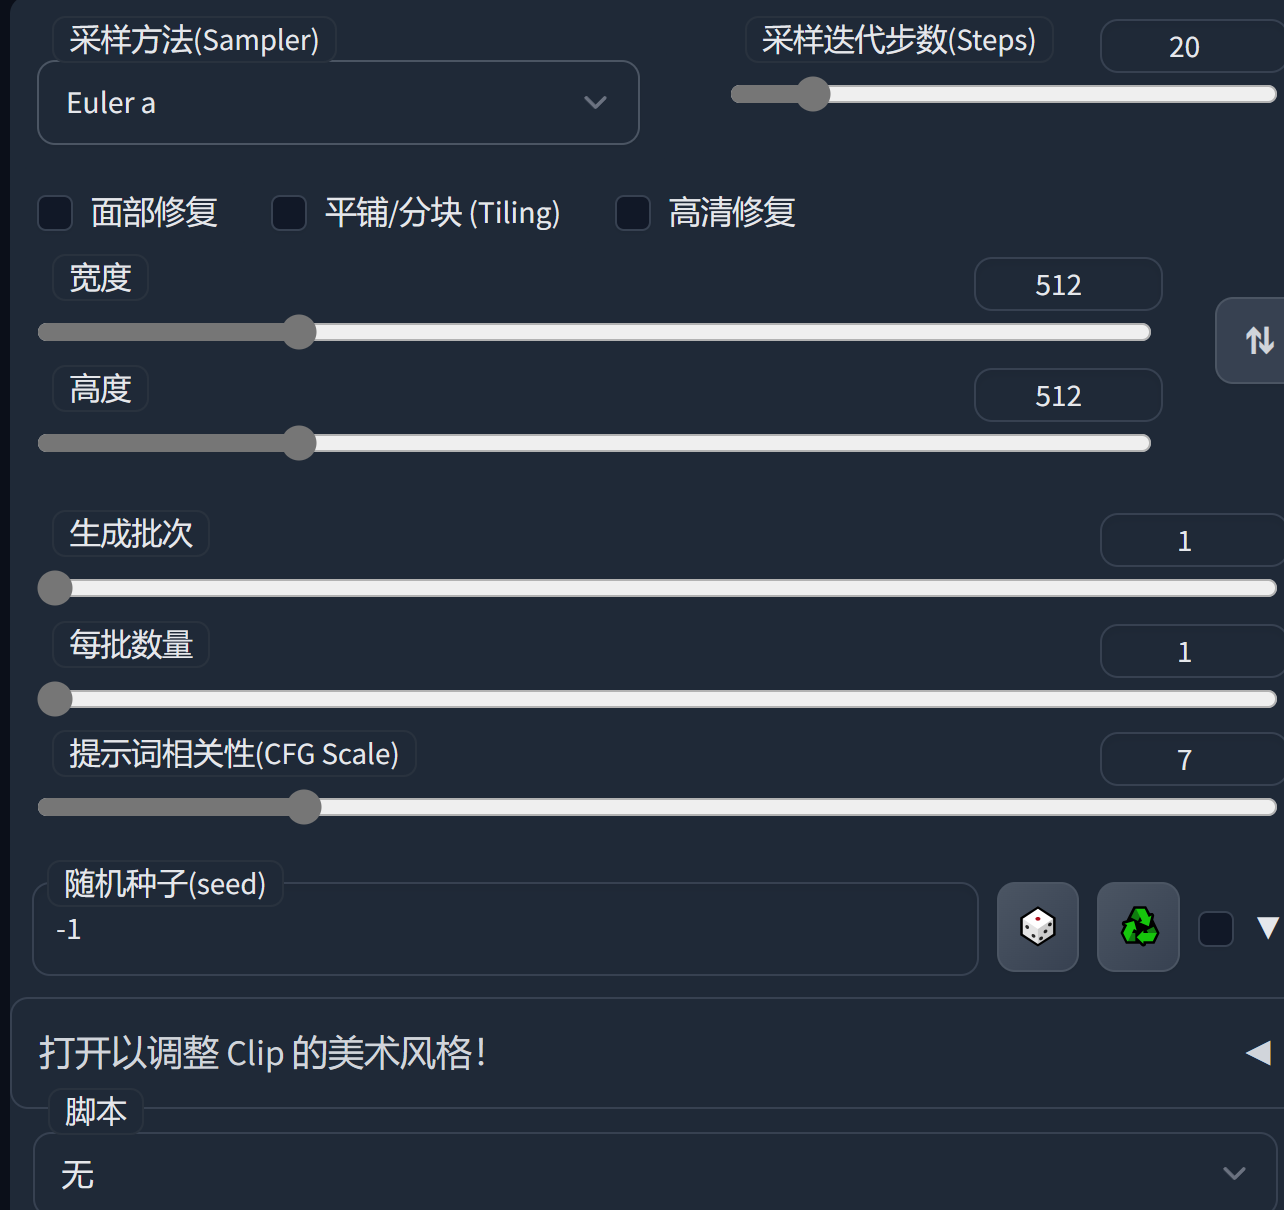 采样方法(Sampler)
采样迭代步数(Steps)
20
Euler a
面部修复
平铺/分块 (Tiling)
高清修复
宽度
512
高度
512
生成批次
1
每批数量
1
提示词相关性(CFG Scale)
7
随机种子(seed)
-1
打开以调整 Clip 的美术风格!
脚本
无